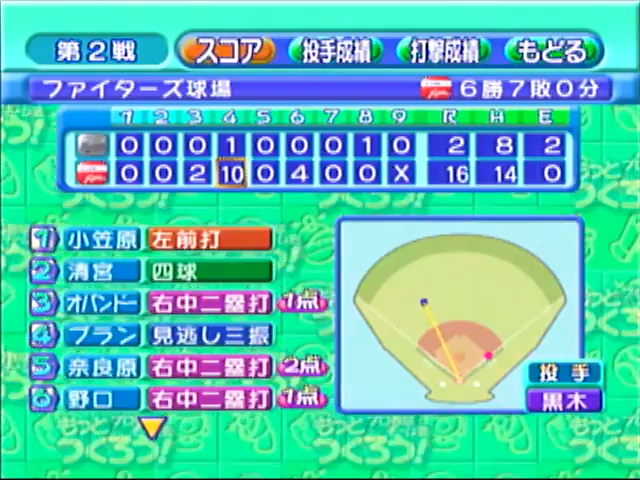 第2戦 スコア 投手成績 打撃成績 もどる
ファイターズ球場 6勝7敗0分
1 2 3 4 5 6 7 8 9 R H E
0 0 0 1 0 0 0 1 0 2 8 2
0 0 2 10 0 4 0 0 X 16 14 0
1 小笠原 左前打
2 清宮 四球
3 オバンドー 右中二塁打 1点
4 ブラン 見逃し三振
5 奈良原 右中二塁打 2点
6 野口 右中二塁打 1点
投手
黒木